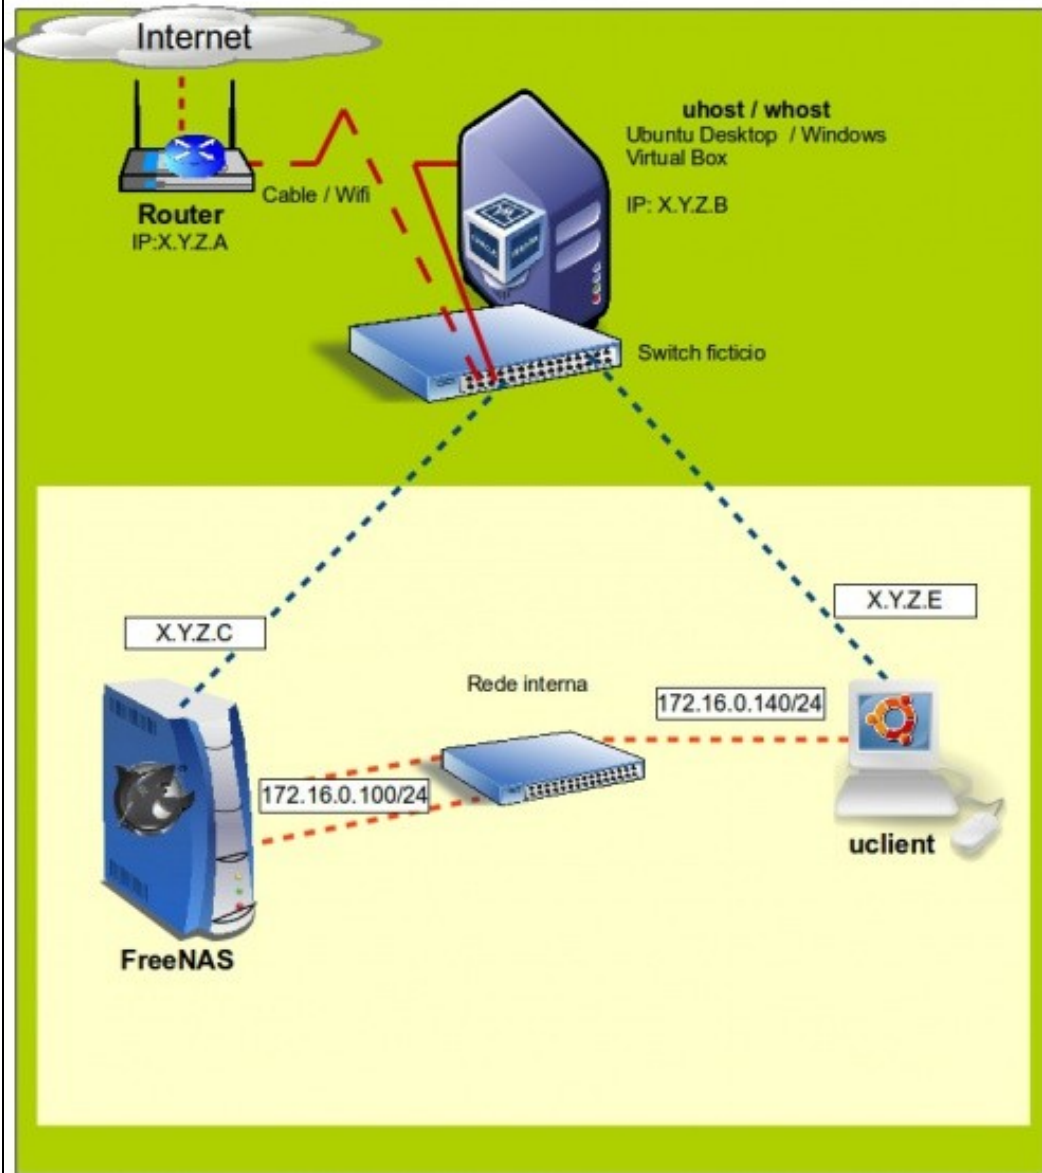 Internet
uhost / whost
Ubuntu Desktop / Windows
Virtual Box
IP: X.Y.Z.B
Cable / Wifi
Router
IP:X.Y.Z.A
Switch ficticio
X.Y.Z.C
X.Y.Z.E
Rede interna
172.16.0.140/24
172.16.0.100/24
uclient
FreeNAS